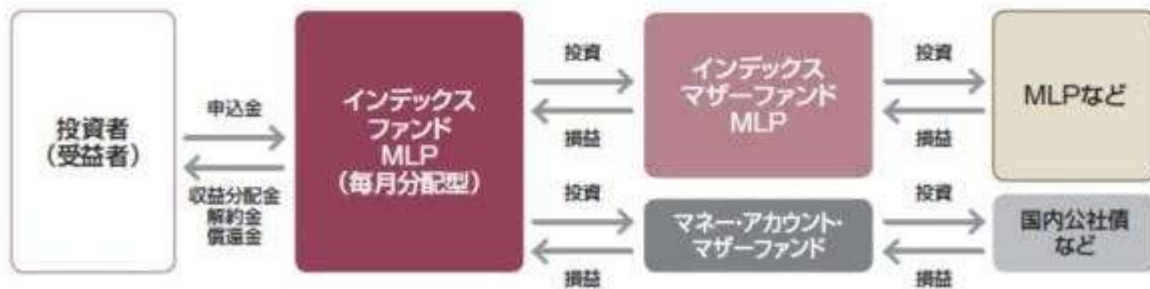 投資者
（受益者）
申込金
収益分配金
解約金
償還金
インデックス
ファンド
MLP
（毎月分配型）
投資
損益
インデックス
マザーファンド
MLP
投資
損益
MLPなど
投資
損益
マネー・アカウント・
マザーファンド
投資
損益
国内公社債
など